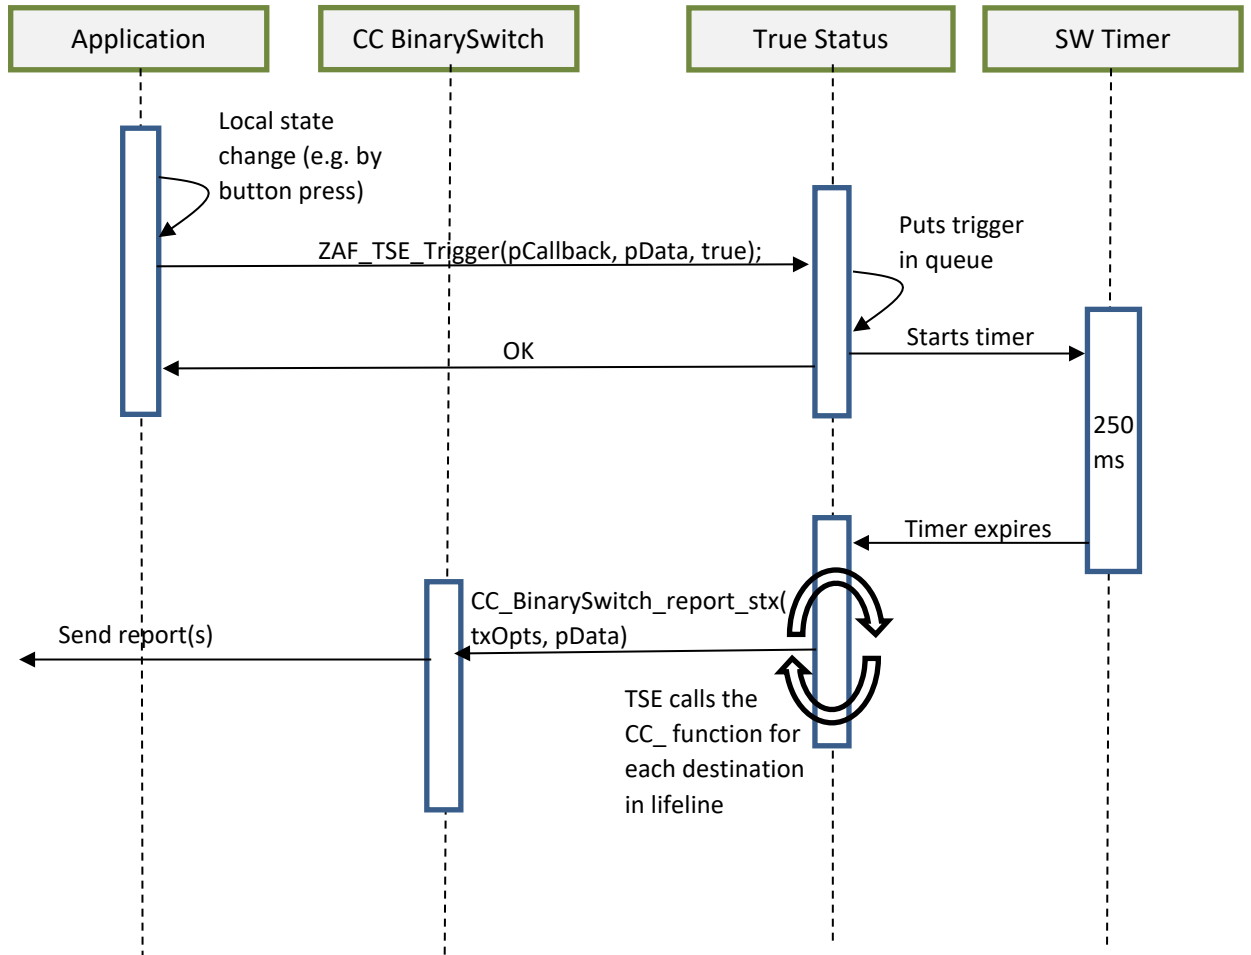 Application
CC BinarySwitch
True Status
SW Timer
Local state
change (e.g. by
button press)
ZAF_TSE_Trigger(pCallback, pData, true);
Puts trigger
in queue
Starts timer
OK
250
ms
Timer expires
CC_BinarySwitch_report_stx(
txOpts, pData)
Send report(s)
TSE calls the
CC_ function for
each destination
in lifeline